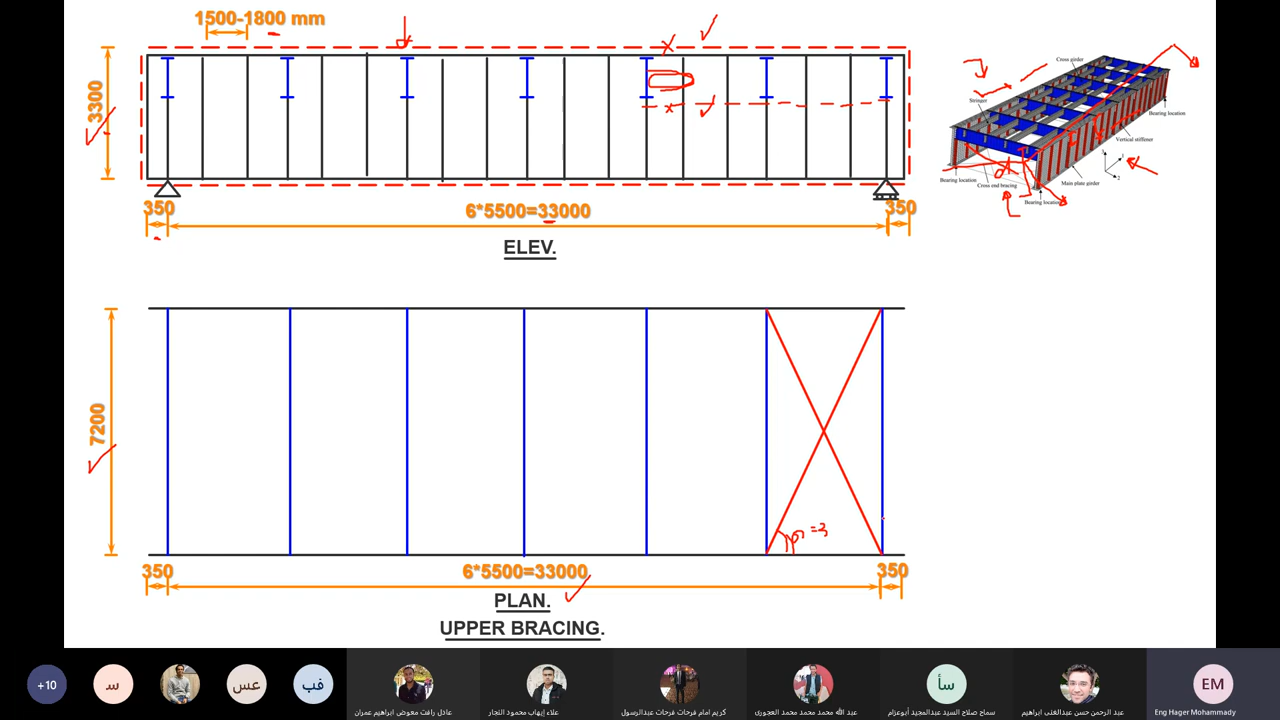 1500-1800 mm
3300
350
6*5500=33000
350
ELEV.
Cross girder
Stringer
Bearing location
Vertical stiffener
Bearing location
Cross end bracing
Main plate girder
Bearing location
7200
350
6*5500=33000
350
PLAN.
UPPER BRACING.
+10
س
عس
فب
سأ
EM
عادل رافت معوض ابراهيم عمران
علاء إيهاب محمود النجار
كريم امام فرحات فرحات عبدالرسول
عبد الله محمد محمد محمد العجوزى
سماح صلاح السيد عبدالمجيد أبوعزام
عبد الرحمن حسن عبدالغنى ابراهيم
Eng Hager Mohammady